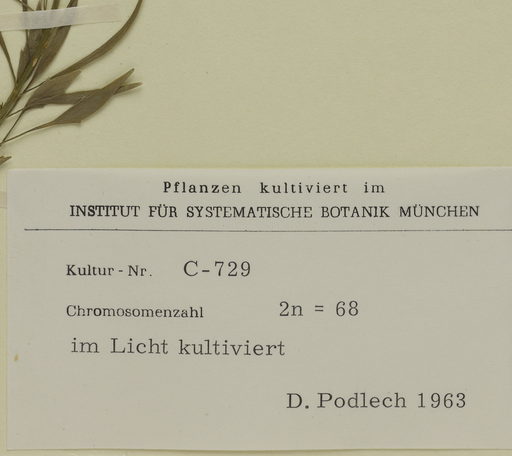 Pflanzen kultiviert im
INSTITUT FÜR SYSTEMATISCHE BOTANIK MÜNCHEN
Kultur-Nr. C-729
Chromosomenzahl 2n = 68
im Licht kultiviert
D. Podlech 1963